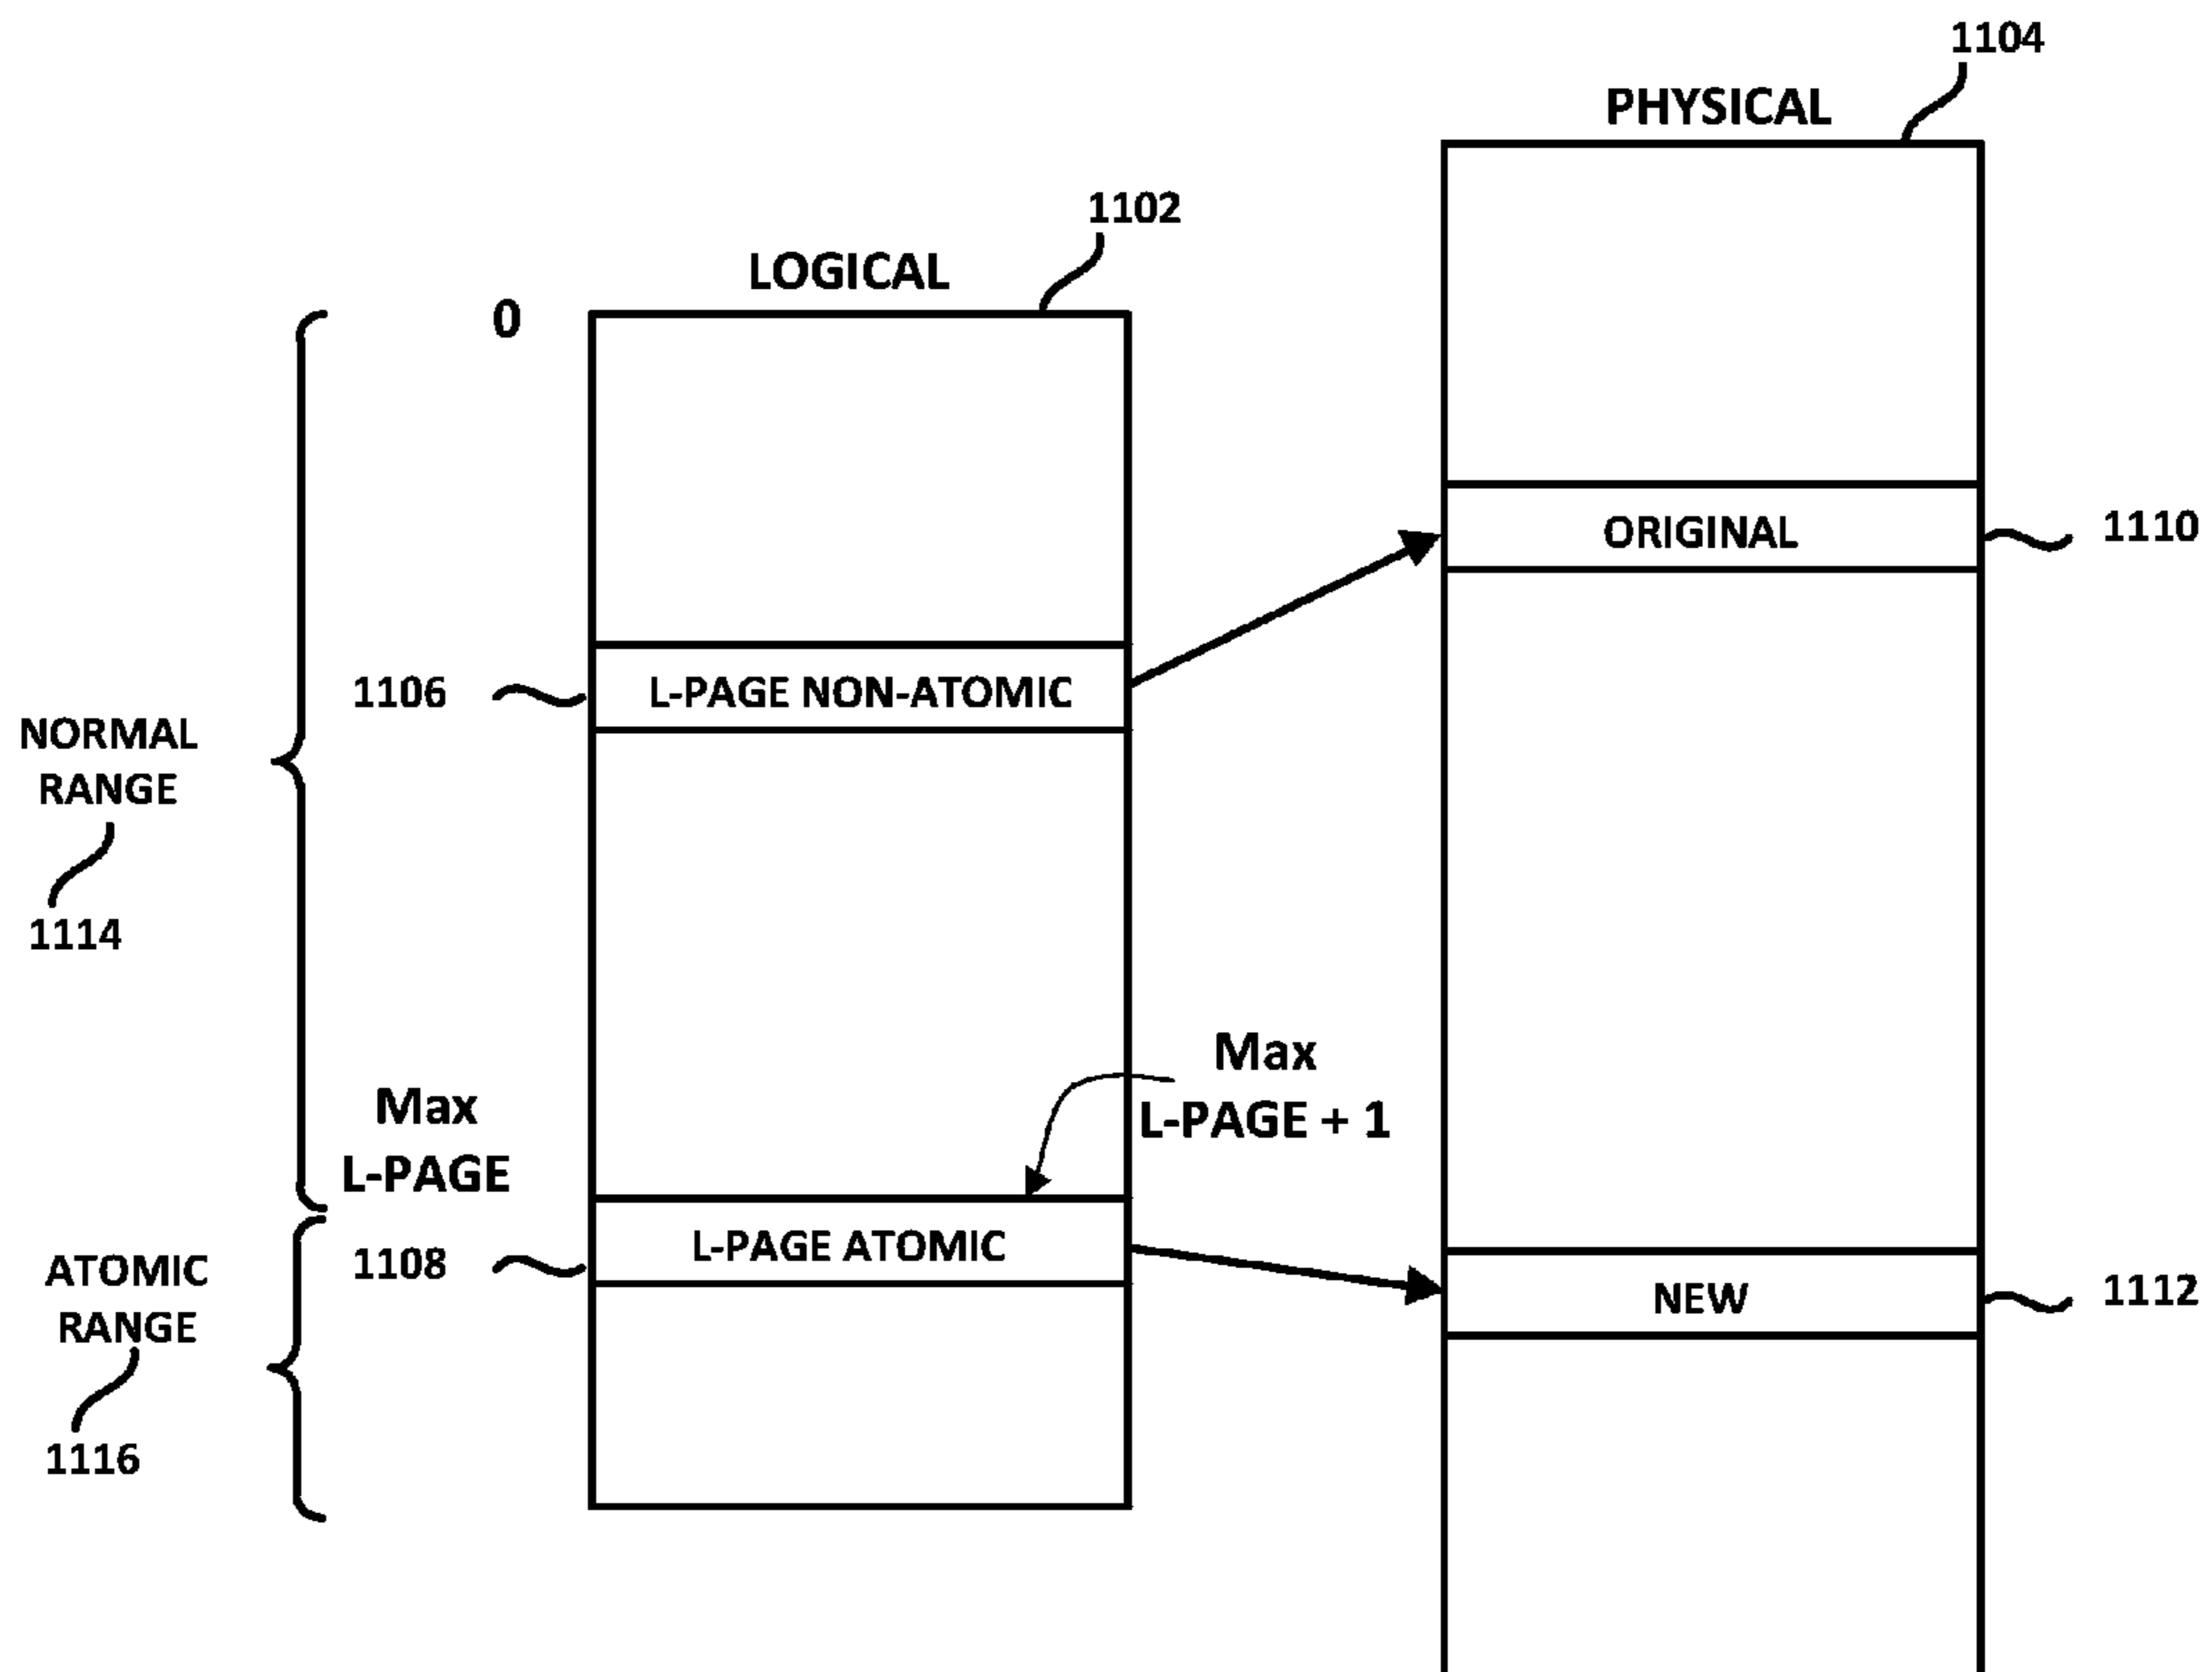 1104
PHYSICAL
1102
LOGICAL
0
ORIGINAL
1110
1106
L-PAGE NON-ATOMIC
NORMAL
RANGE
1114
Max
L-PAGE + 1
Max
L-PAGE
L-PAGE ATOMIC
1108
ATOMIC
RANGE
NEW
1112
1116